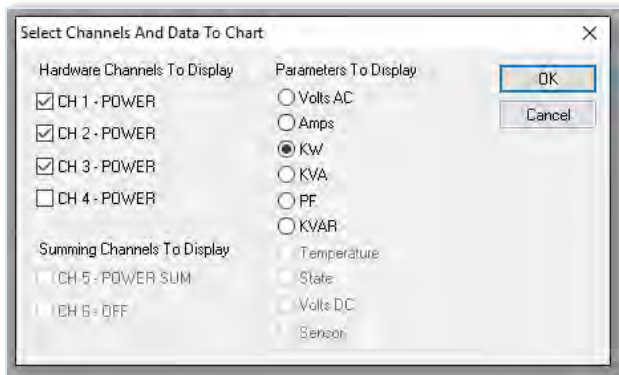 Select Channels And Data To Chart
Hardware Channels To Display
CH 1 - POWER
CH 2 - POWER
CH 3 - POWER
CH 4 - POWER
Summing Channels To Display
CH 5 - POWER SUM
CH 6 - OFF
Parameters To Display
Volts AC
Amps
KW
KVA
PF
KVAR
Temperature
State
Volts DC
Sensor
OK
Cancel